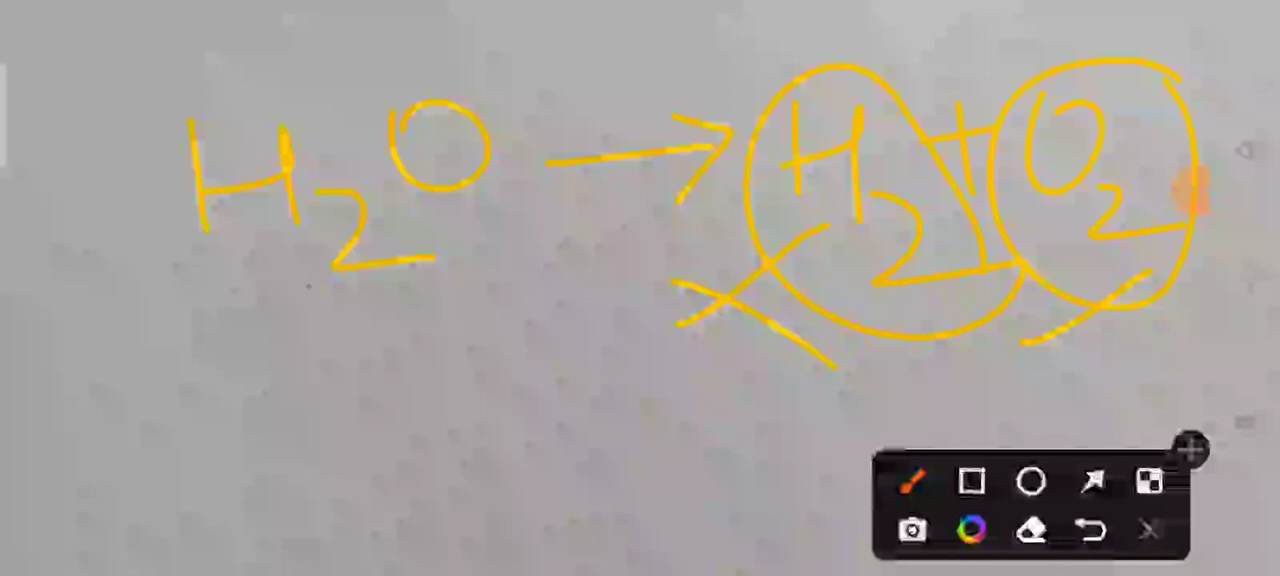 H₂O → H₂ + O₂